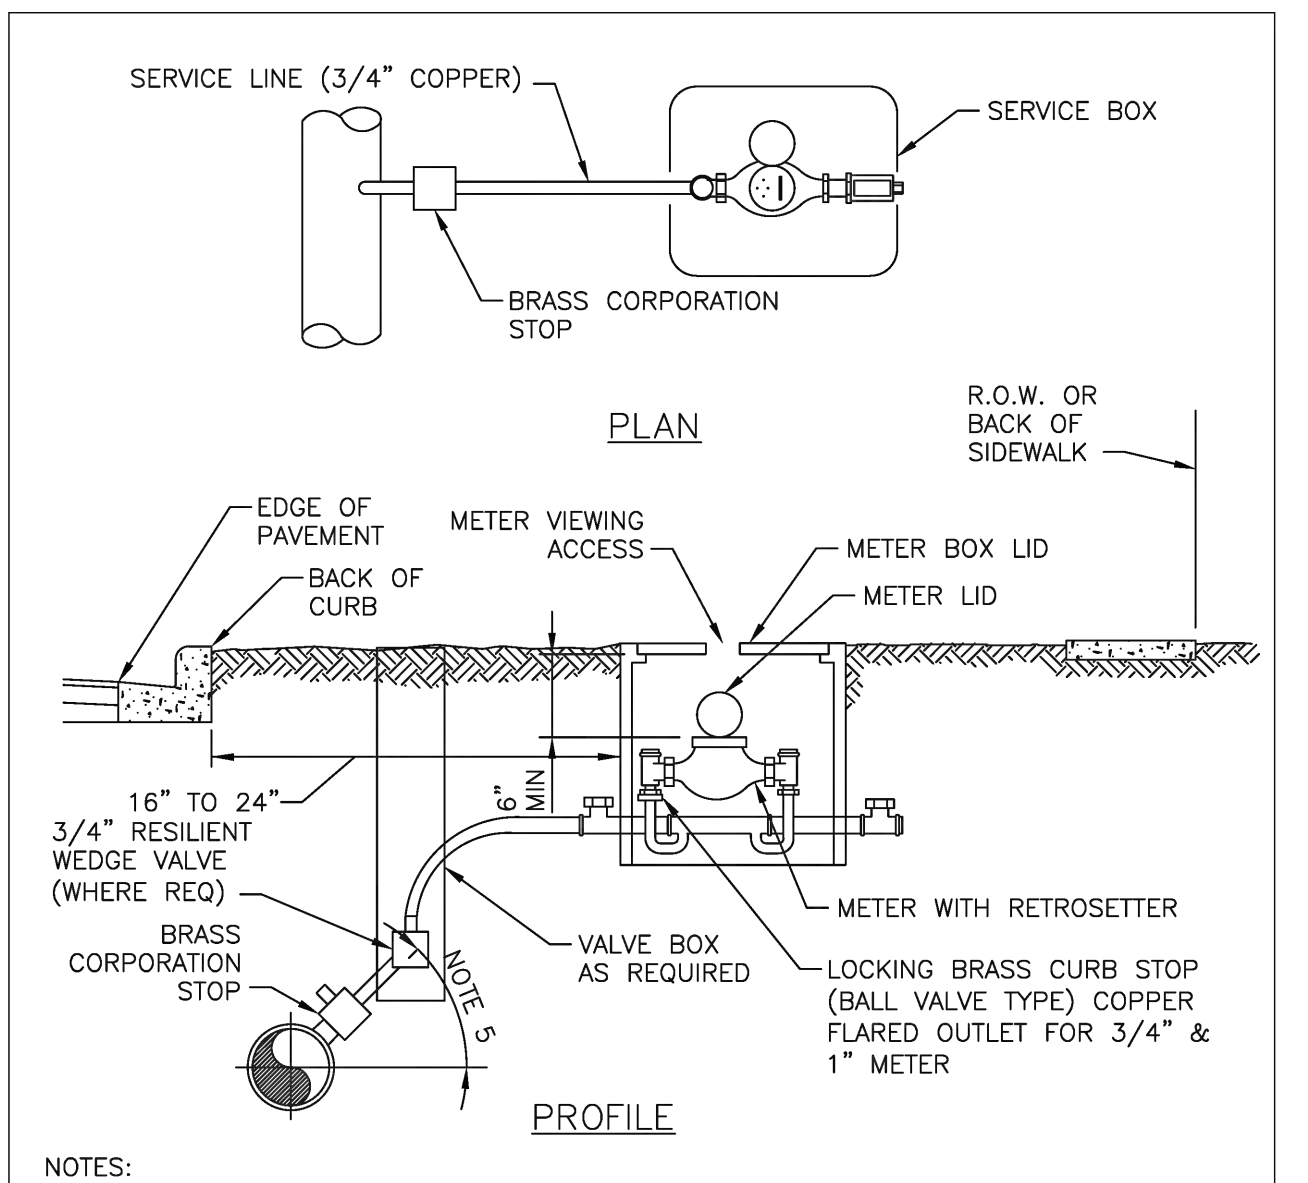 SERVICE LINE (3/4" COPPER)
SERVICE BOX
BRASS CORPORATION
STOP
PLAN
R.O.W. OR
BACK OF
SIDEWALK
EDGE OF
PAVEMENT
METER VIEWING
ACCESS
METER BOX LID
BACK OF
CURB
METER LID
16" TO 24"
6"
MIN
3/4" RESILIENT
WEDGE VALVE
(WHERE REQ)
BRASS
CORPORATION
STOP
NOTE 5
VALVE BOX
AS REQUIRED
METER WITH RETROSETTER
LOCKING BRASS CURB STOP
(BALL VALVE TYPE) COPPER
FLARED OUTLET FOR 3/4" &
1" METER
PROFILE
NOTES: